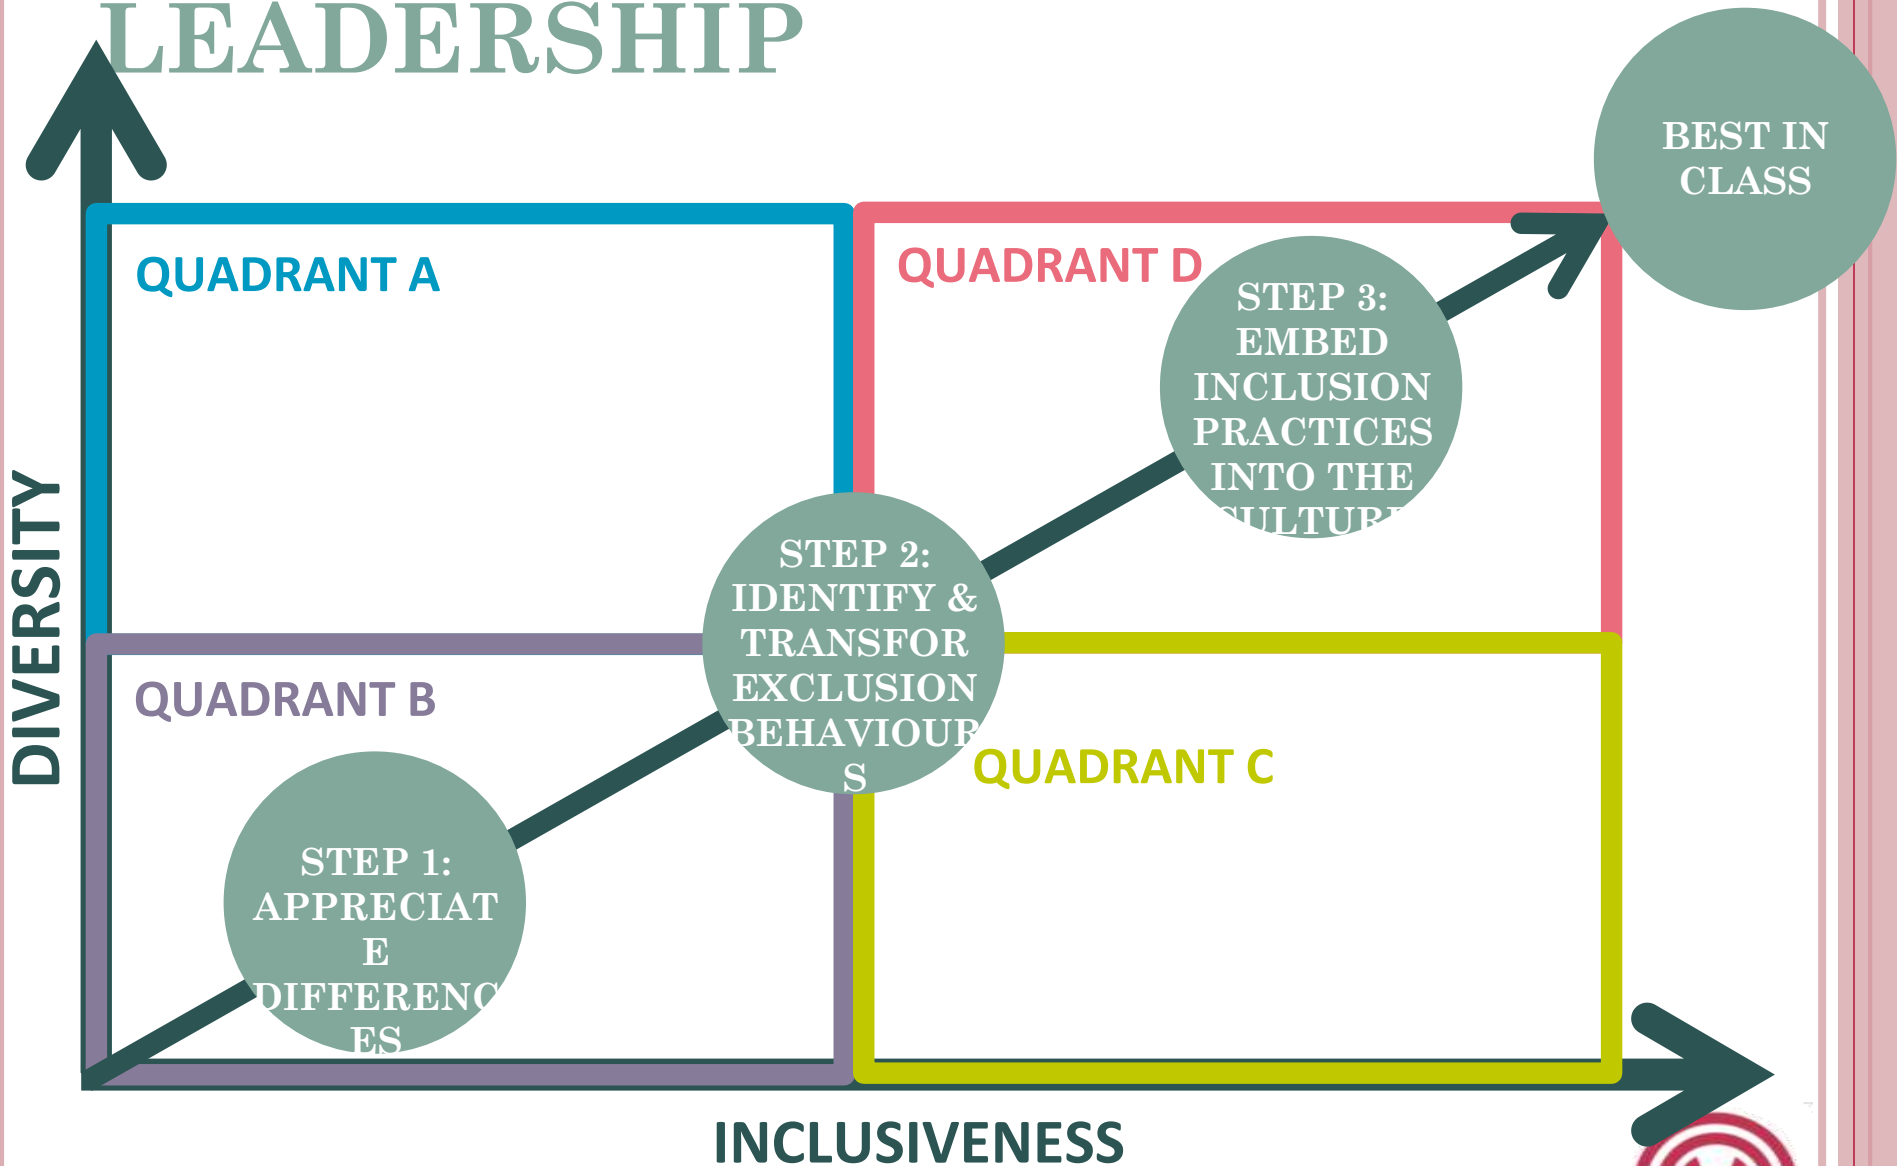 LEADERSHIP
BEST IN
CLASS
QUADRANT A
QUADRANT D
STEP 3:
EMBED
INCLUSION
PRACTICES
INTO THE
CULTURE
DIVERSITY
STEP 2:
IDENTIFY &
TRANSFOR
EXCLUSION
BEHAVIOUR
S
QUADRANT B
QUADRANT C
STEP 1:
APPRECIAT
E
DIFFERENC
ES
INCLUSIVENESS